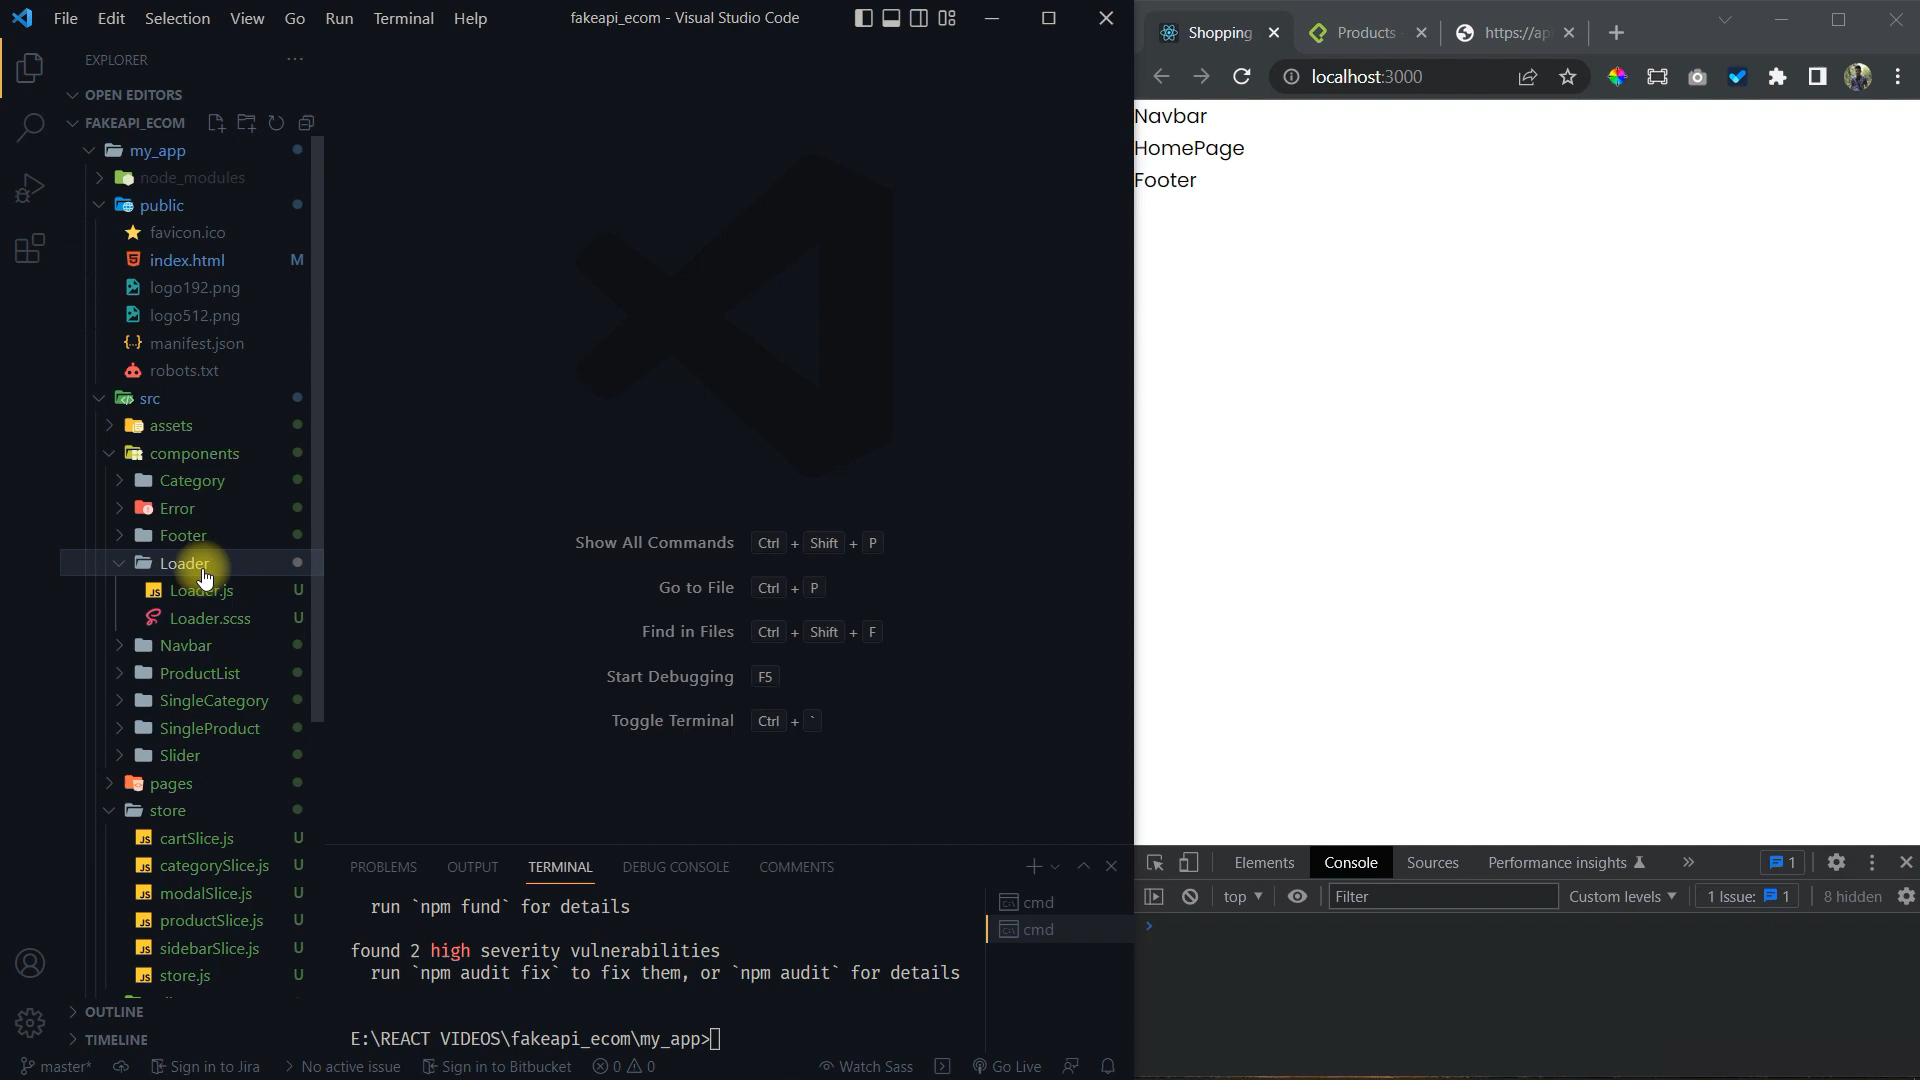 File Edit Selection View Go Run Terminal Help
fakeapi_ecom - Visual Studio Code
EXPLORER
OPEN EDITORS
FAKEAPI_ECOM
my_app
node_modules
public
favicon.ico
index.html M
logo192.png
logo512.png
manifest.json
robots.txt
src
assets
components
Category
Error
Footer
Loader
Loader.js U
Loader.scss U
Navbar
ProductList
SingleCategory
SingleProduct
Slider
pages
store
cartSlice.js U
categorySlice.js U
modalSlice.js U
productSlice.js U
sidebarSlice.js U
store.js U
OUTLINE
TIMELINE
Show All Commands Ctrl + Shift + P
Go to File Ctrl + P
Find in Files Ctrl + Shift + F
Start Debugging F5
Toggle Terminal Ctrl + `
PROBLEMS OUTPUT TERMINAL DEBUG CONSOLE COMMENTS
run `npm fund` for details
found 2 high severity vulnerabilities
run `npm audit fix` to fix them, or `npm audit` for details
E:\REACT VIDEOS\fakeapi_ecom\my_app>
cmd
cmd
master* Sign in to Jira No active issue Sign in to Bitbucket 0 0 Watch Sass Go Live
Shopping Products https://api
localhost:3000
Navbar
HomePage
Footer
Elements Console Sources Performance insights 1
top Filter Custom levels 1 Issue: 1 8 hidden